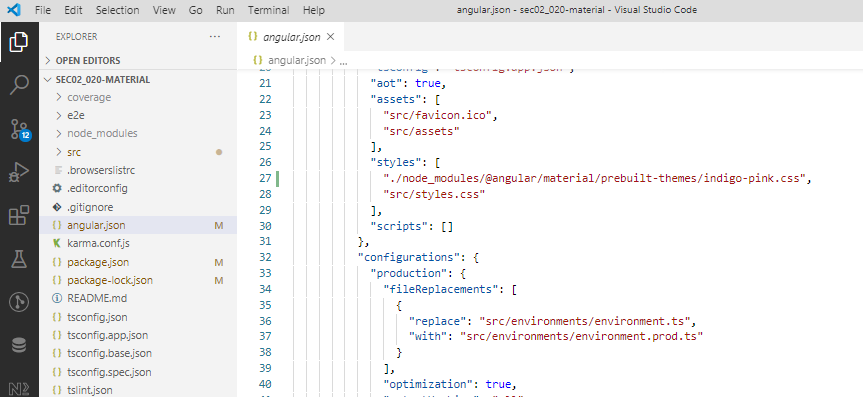 File Edit Selection View Go Run Terminal Help angular.json - sec02_020-material - Visual Studio Code
EXPLORER ...
OPEN EDITORS
SEC02_020-MATERIAL
coverage
e2e
node_modules
src
.browserslistrc
.editorconfig
.gitignore
angular.json M
karma.conf.js
package.json M
package-lock.json M
README.md
tsconfig.json
tsconfig.app.json
tsconfig.base.json
tsconfig.spec.json
tslint.json
12
angular.json
angular.json > ...
21 "aot": true,
22 "assets": [
23 "src/favicon.ico",
24 "src/assets"
25 ],
26 "styles": [
27 "./node_modules/@angular/material/prebuilt-themes/indigo-pink.css",
28 "src/styles.css"
29 ],
30 "scripts": []
31 },
32 "configurations": {
33 "production": {
34 "fileReplacements": [
35 {
36 "replace": "src/environments/environment.ts",
37 "with": "src/environments/environment.prod.ts"
38 }
39 ],
40 "optimization": true,